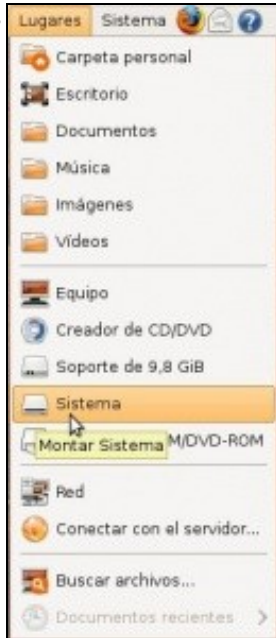 Lugares Sistema
Carpeta personal
Escritorio
Documentos
Música
Imágenes
Vídeos
Equipo
Creador de CD/DVD
Soporte de 9,8 GiB
Sistema
Montar Sistema M/DVD-ROM
Red
Conectar con el servidor...
Buscar archivos...
Documentos recientes